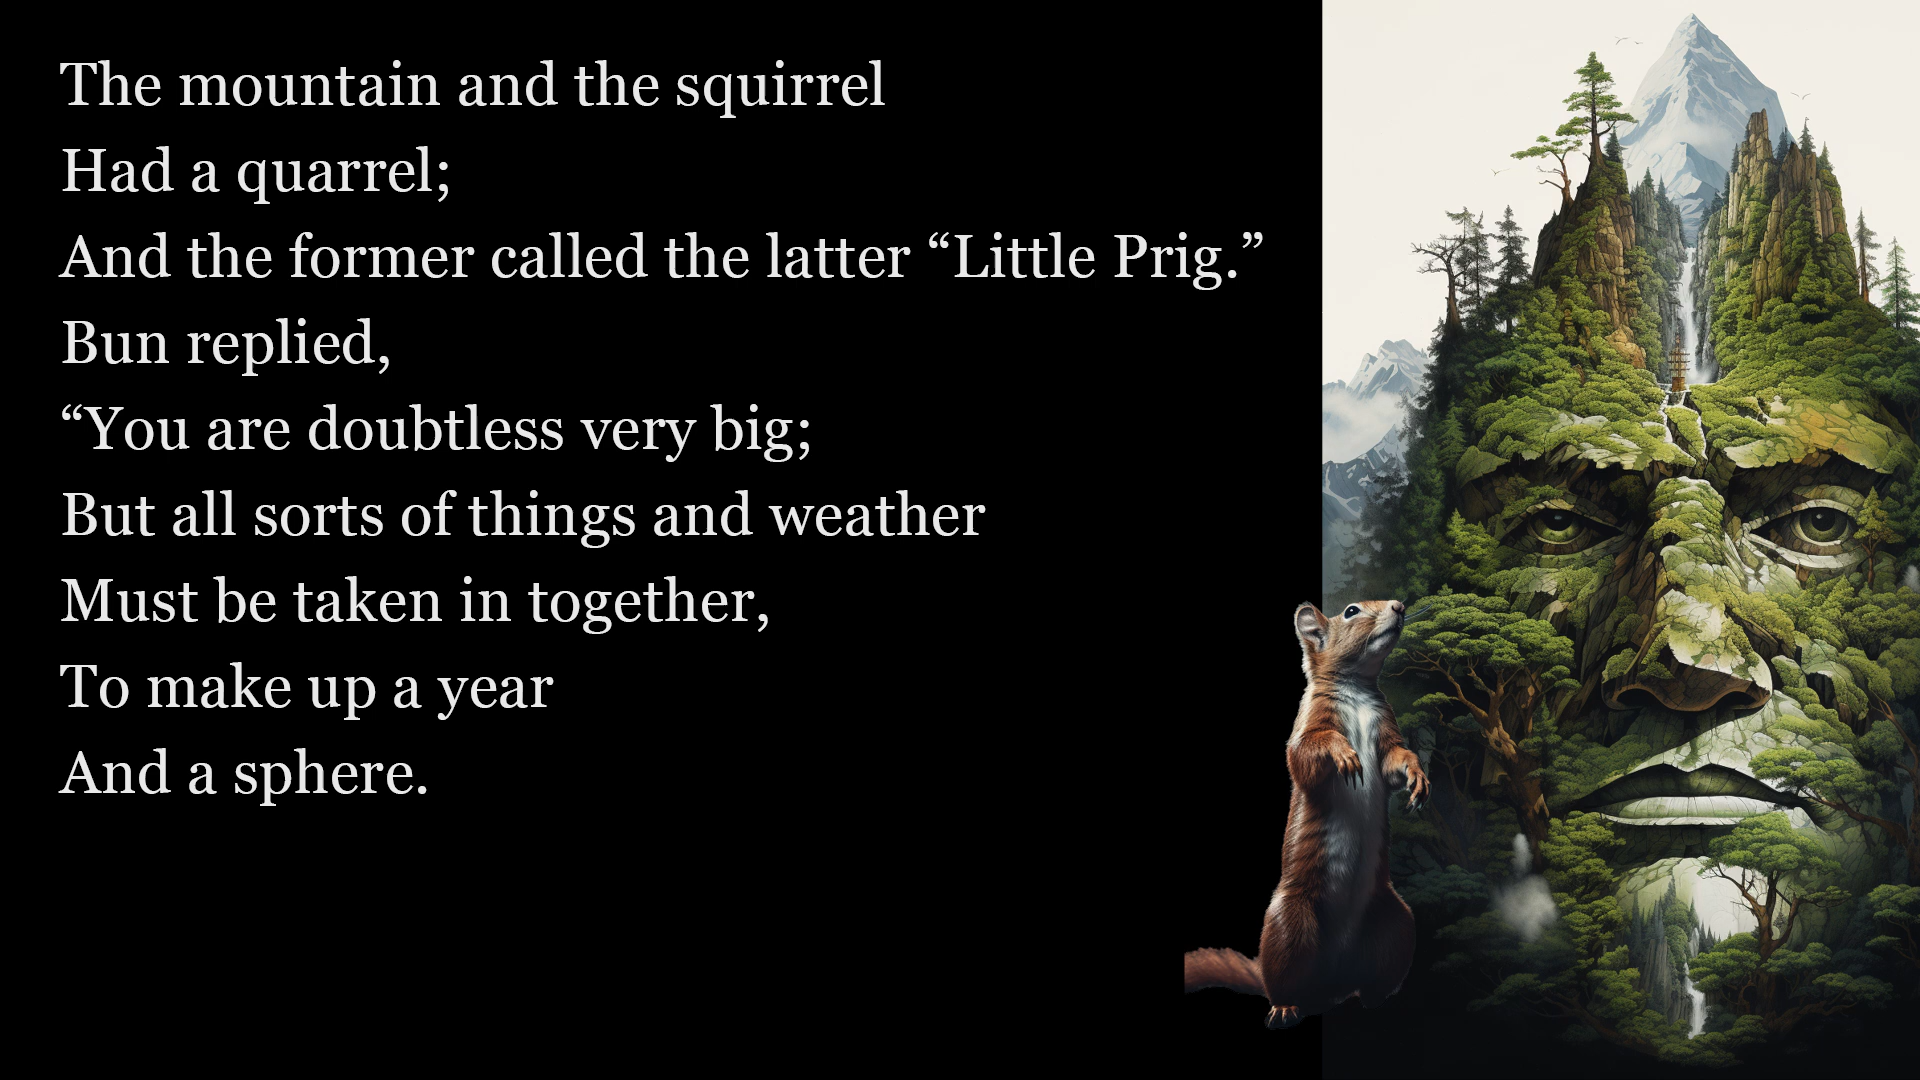 The mountain and the squirrel
Had a quarrel;
And the former called the latter “Little Prig.”
Bun replied,
“You are doubtless very big;
But all sorts of things and weather
Must be taken in together,
To make up a year
And a sphere.